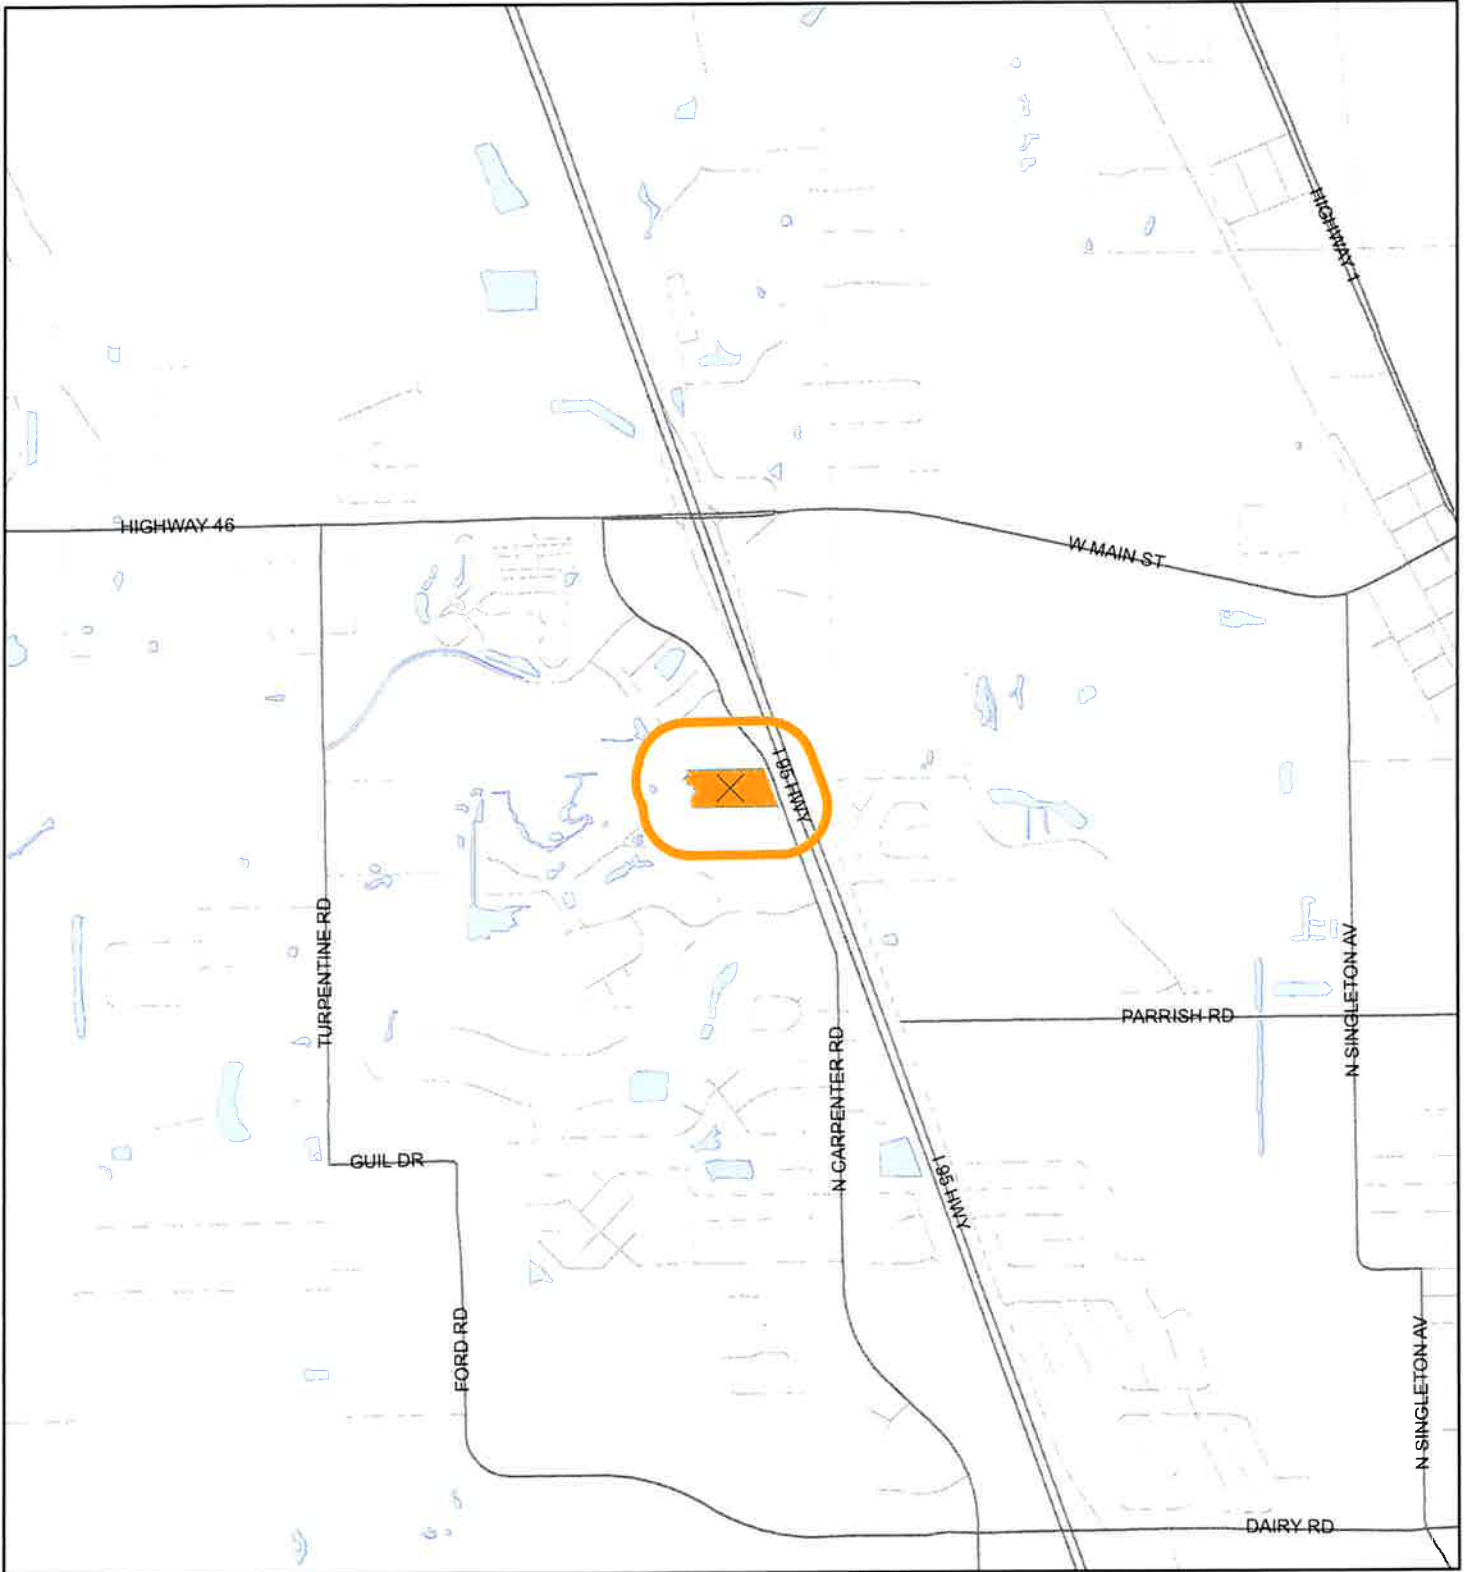 HIGHWAY 1
HIGHWAY 46
W MAIN ST
I 95 HWY
TURPENTINE RD
N SINGLETON AV
PARRISH RD
N CARPENTER RD
GUIL DR
I 95 HWY
FORD RD
N SINGLETON AV
DAIRY RD